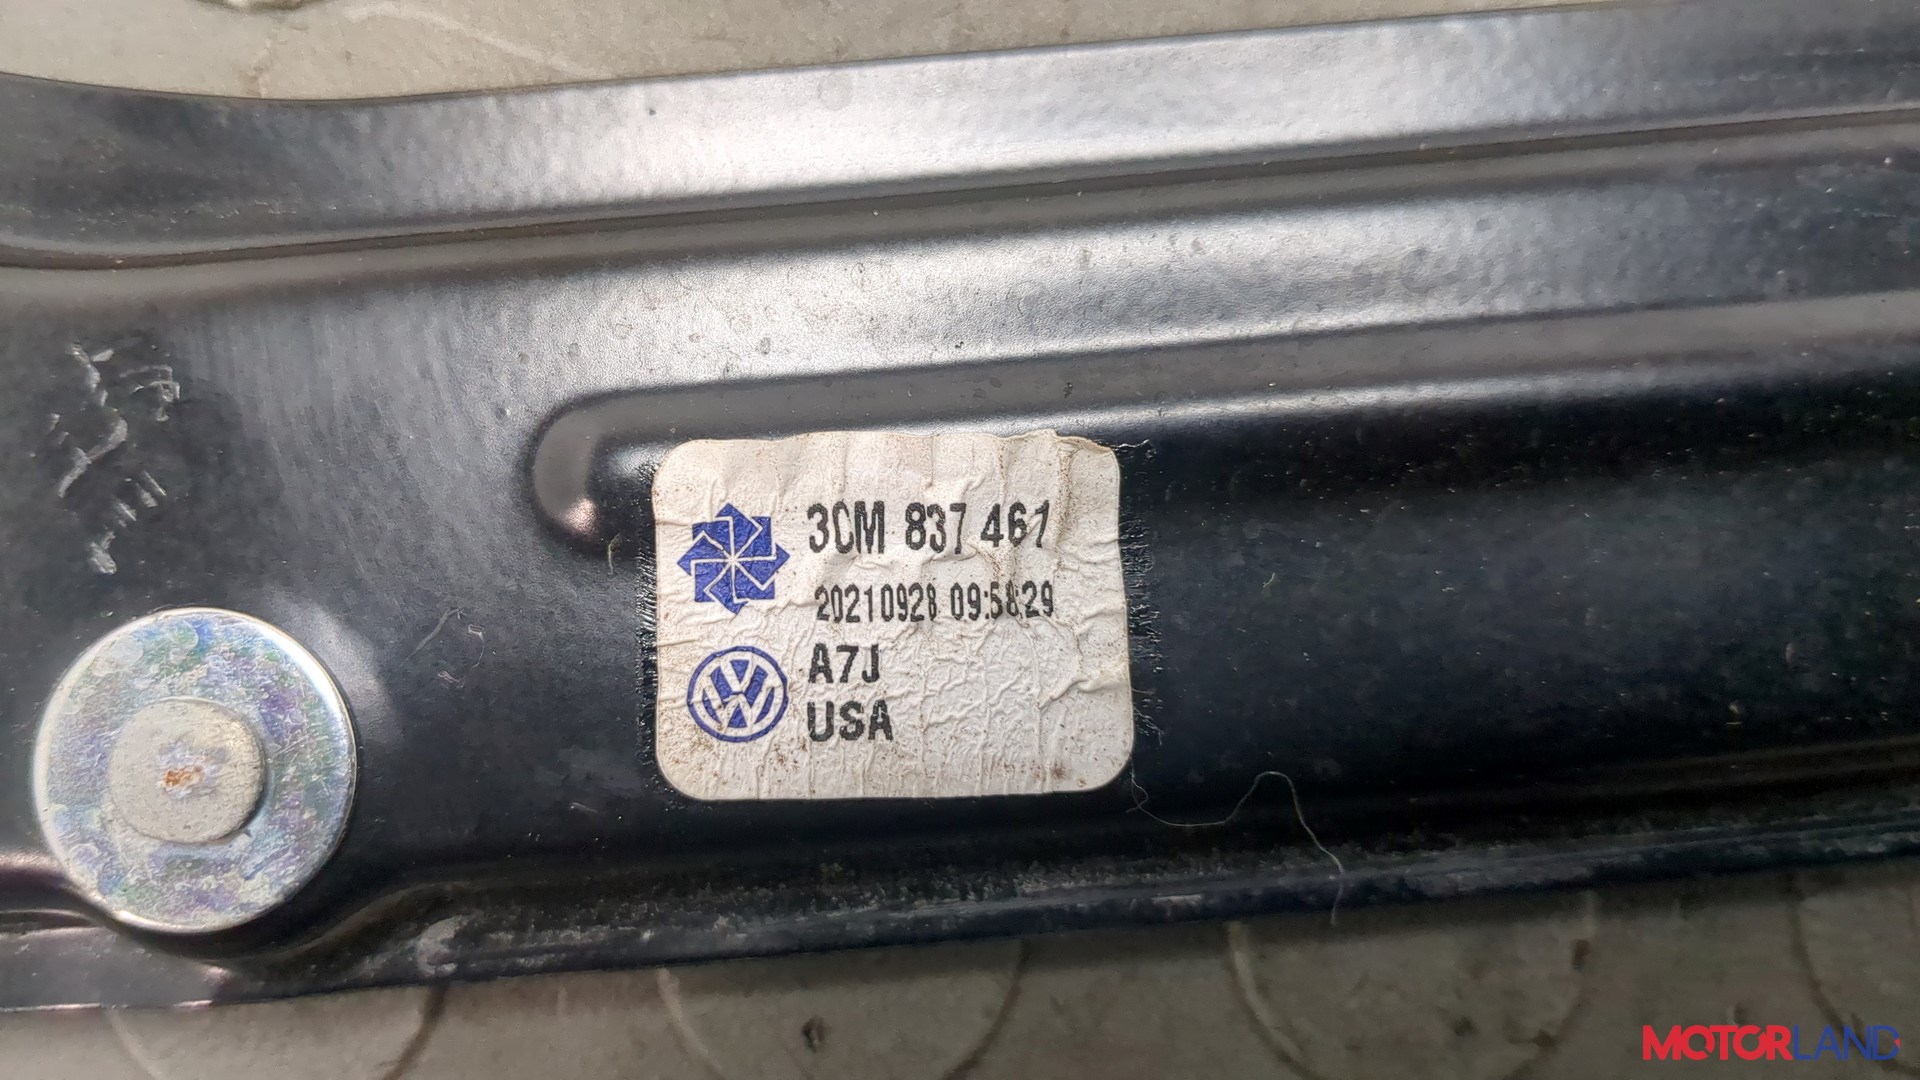 3CM 837 461
20210928 09:58:29
A7J
USA
MOTORLAND